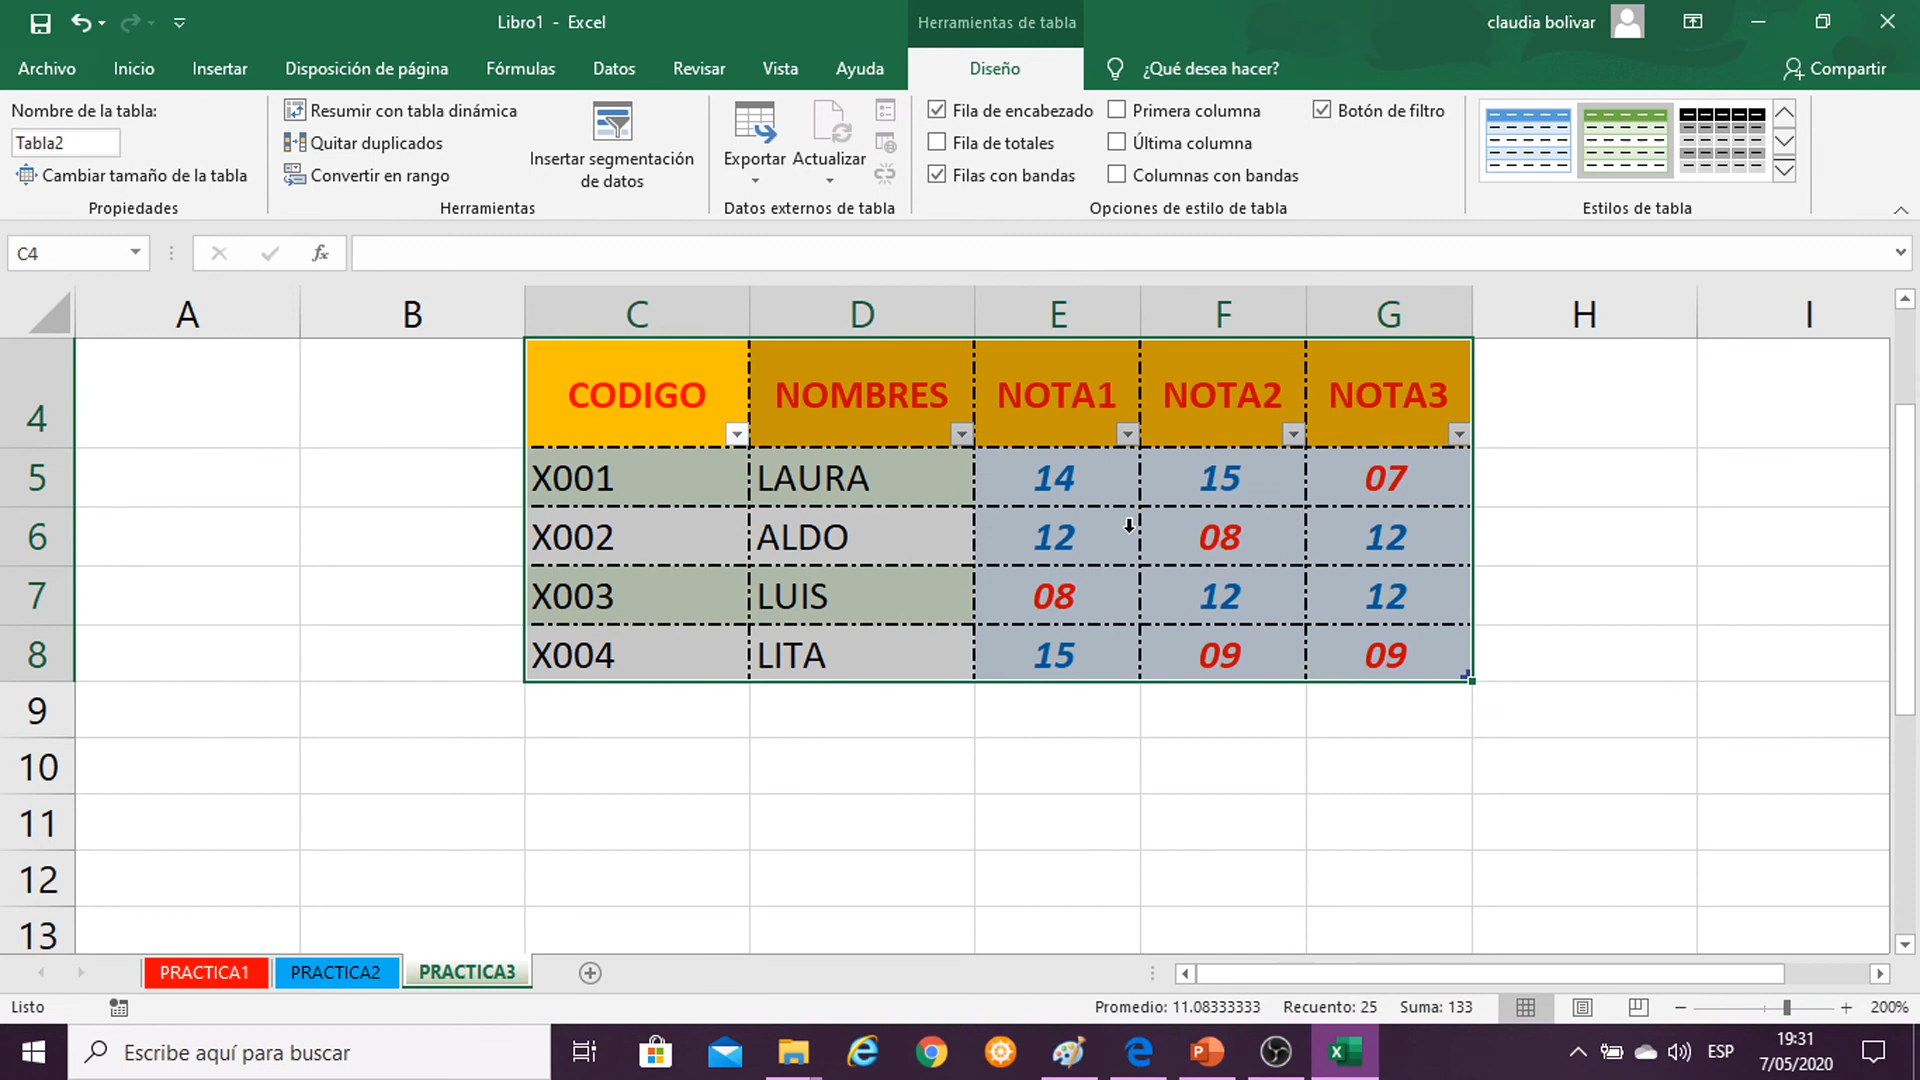 Libro1 - Excel
Herramientas de tabla
claudia bolivar
Archivo Inicio Insertar Disposición de página Fórmulas Datos Revisar Vista Ayuda Diseño ¿Qué desea hacer? Compartir
Nombre de la tabla:
Tabla2
Cambiar tamaño de la tabla
Propiedades
Resumir con tabla dinámica
Quitar duplicados
Convertir en rango
Insertar segmentación
de datos
Herramientas
Exportar
Actualizar
Datos externos de tabla
Fila de encabezado
Fila de totales
Filas con bandas
Primera columna
Última columna
Columnas con bandas
Botón de filtro
Opciones de estilo de tabla
Estilos de tabla
C4
fx
A B C D E F G H I
4 CODIGO NOMBRES NOTA1 NOTA2 NOTA3
5 X001 LAURA 14 15 07
6 X002 ALDO 12 08 12
7 X003 LUIS 08 12 12
8 X004 LITA 15 09 09
9
10
11
12
13
PRACTICA1 PRACTICA2 PRACTICA3
Listo
Promedio: 11.08333333 Recuento: 25 Suma: 133
200%
Escribe aquí para buscar
ESP
19:31
7/05/2020